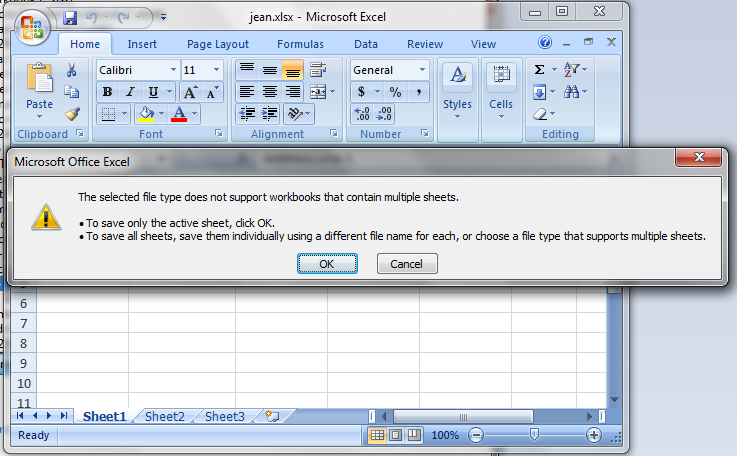 jean.xlsx - Microsoft Excel
Home Insert Page Layout Formulas Data Review View
Calibri 11 General
Paste B I U A $ % , Styles Cells Σ
Clipboard Font Alignment Number Editing
Microsoft Office Excel
The selected file type does not support workbooks that contain multiple sheets.
• To save only the active sheet, click OK.
• To save all sheets, save them individually using a different file name for each, or choose a file type that supports multiple sheets.
OK Cancel
6
7
8
9
10
11
Sheet1 Sheet2 Sheet3
Ready 100%